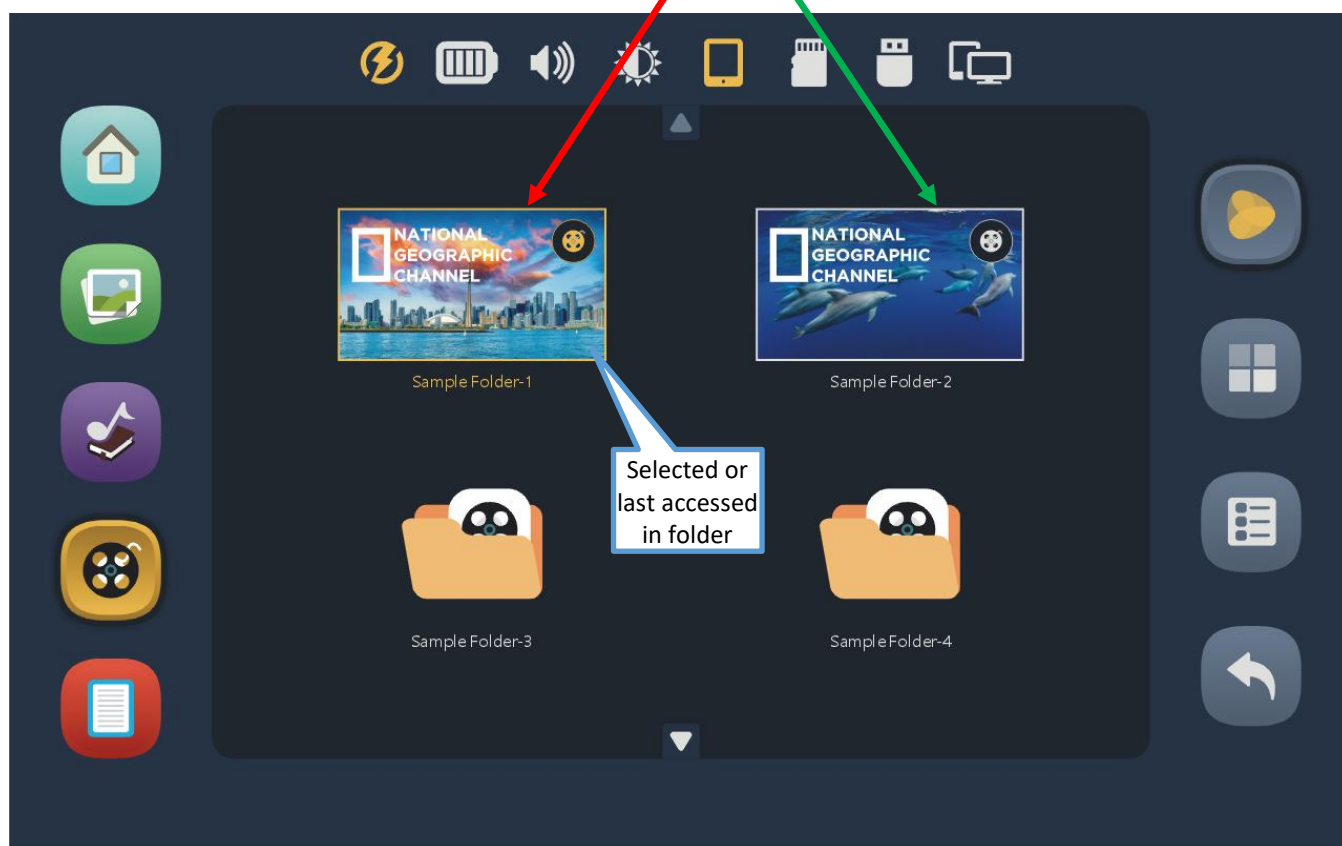 NATIONAL
GEOGRAPHIC
CHANNEL
NATIONAL
GEOGRAPHIC
CHANNEL
Sample Folder-1
Sample Folder-2
Selected or
last accessed
in folder
Sample Folder-3
Sample Folder-4